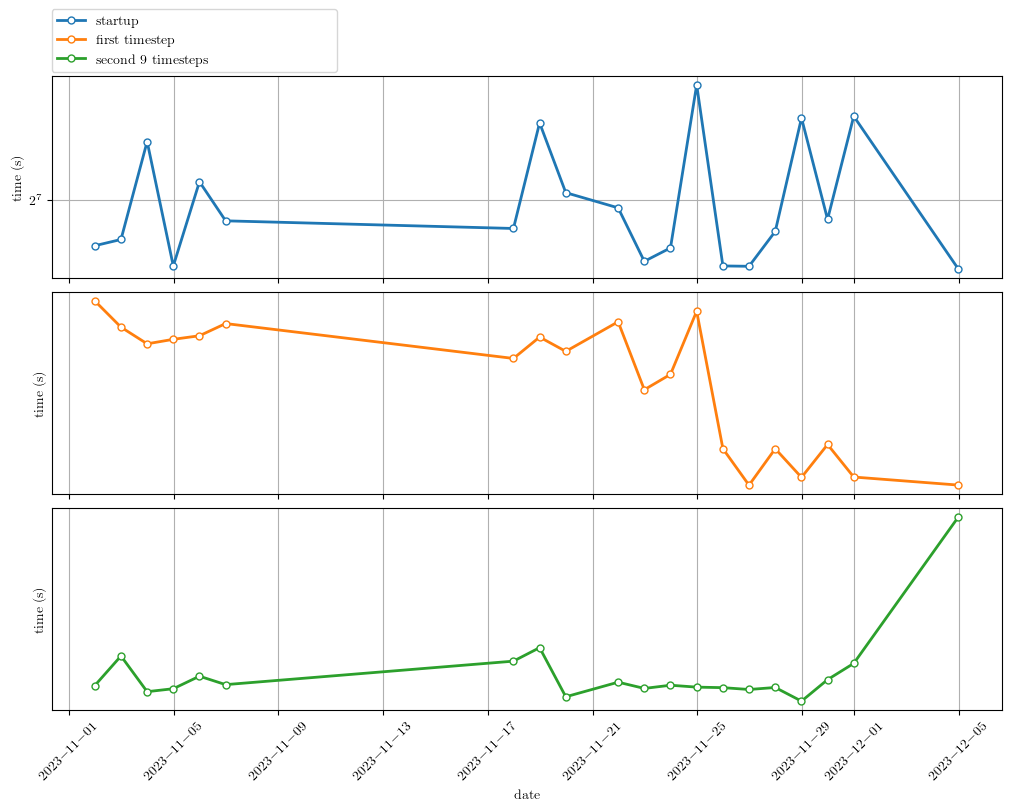 startup
first timestep
second 9 timesteps
time (s)
2⁷
time (s)
time (s)
2023−11−01
2023−11−05
2023−11−09
2023−11−13
2023−11−17
2023−11−21
2023−11−25
2023−11−29
2023−12−01
2023−12−05
date